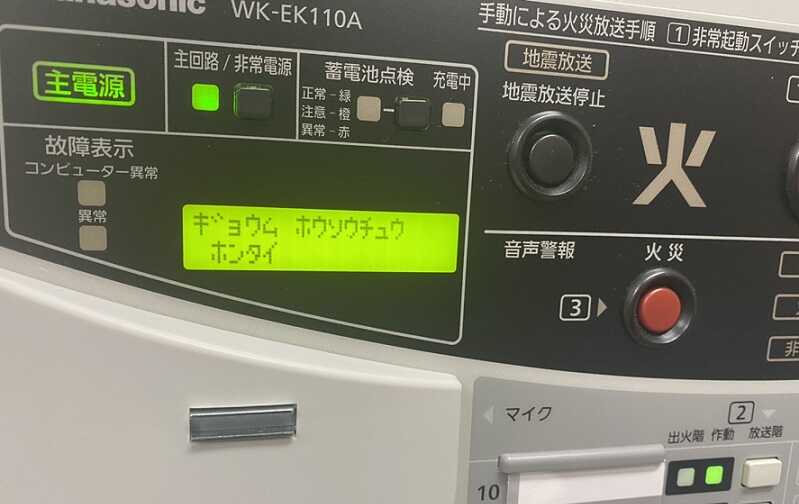 Panasonic WK-EK110A
主電源
主回路/非常電源
蓄電池点検
充電中
正常-緑
注意-橙
異常-赤
故障表示
コンピューター異常
異常
ギョウム ホウソウチュウ
ホンタイ
手動による火災放送手順 1 非常起動スイッチ
地震放送
地震放送停止
火
音声警報
火災
3
マイク
2
出火階 作動 放送階
10